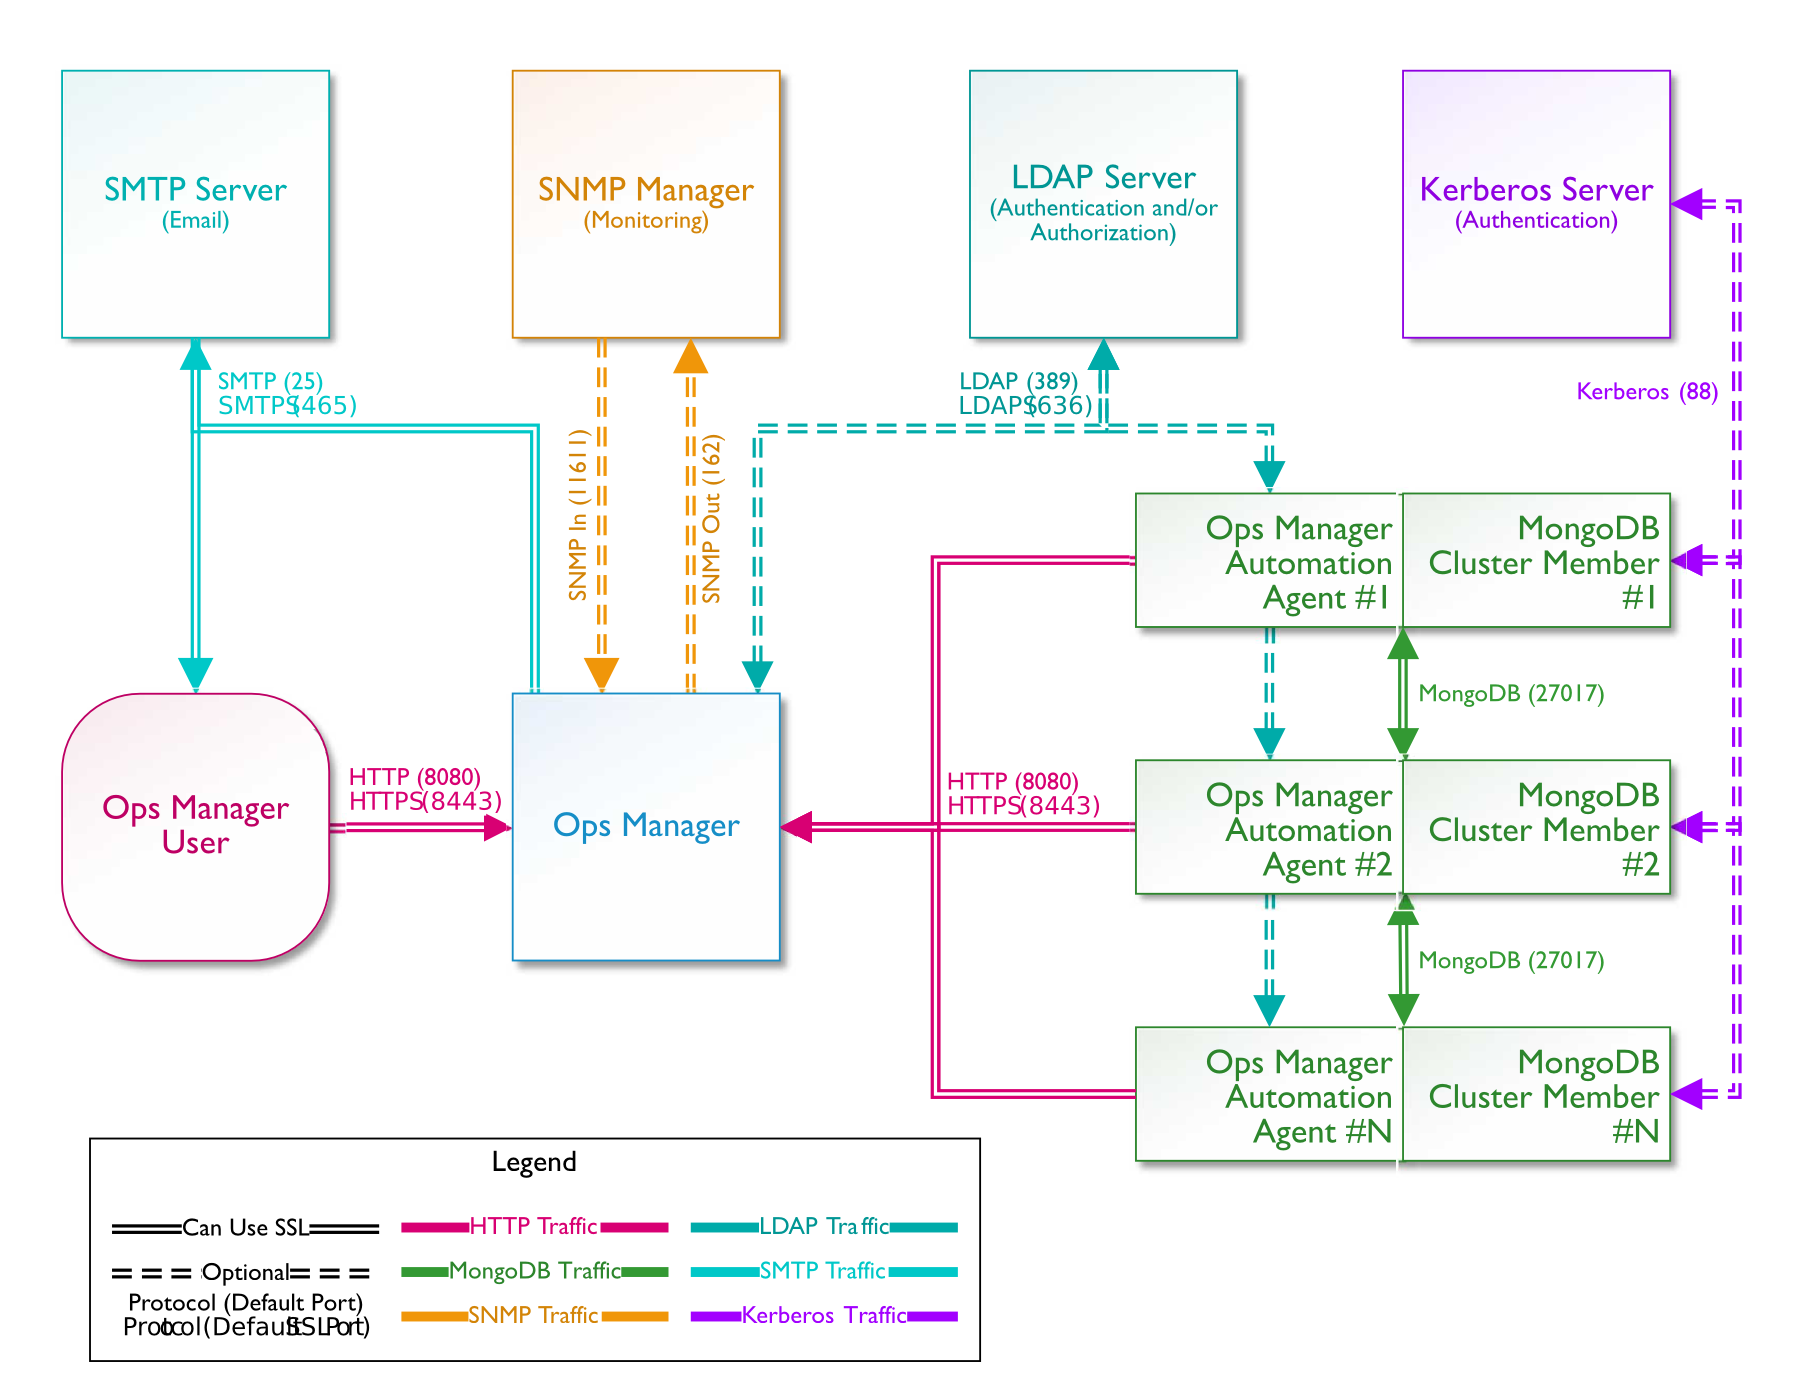 SMTP Server
(Email)
SNMP Manager
(Monitoring)
LDAP Server
(Authentication and/or
Authorization)
Kerberos Server
(Authentication)
SMTP (25)
SMTPS(465)
SNMP In (11611)
SNMP Out (162)
LDAP (389)
LDAPS(636)
Kerberos (88)
Ops Manager
Automation
Agent #1
MongoDB
Cluster Member
#1
MongoDB (27017)
Ops Manager
User
HTTP (8080)
HTTPS(8443)
Ops Manager
HTTP (8080)
HTTPS(8443)
Ops Manager
Automation
Agent #2
MongoDB
Cluster Member
#2
MongoDB (27017)
Ops Manager
Automation
Agent #N
MongoDB
Cluster Member
#N
Legend
Can Use SSL
HTTP Traffic
LDAP Traffic
Optional
MongoDB Traffic
SMTP Traffic
Protocol (Default Port)
Protocol(Default SSL Port)
SNMP Traffic
Kerberos Traffic